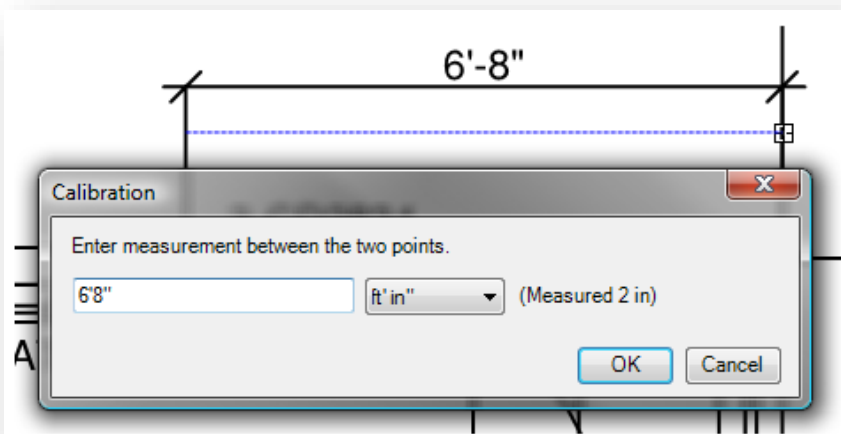 6'-8"
Calibration
Enter measurement between the two points.
6'8"
ft' in"
(Measured 2 in)
OK
Cancel